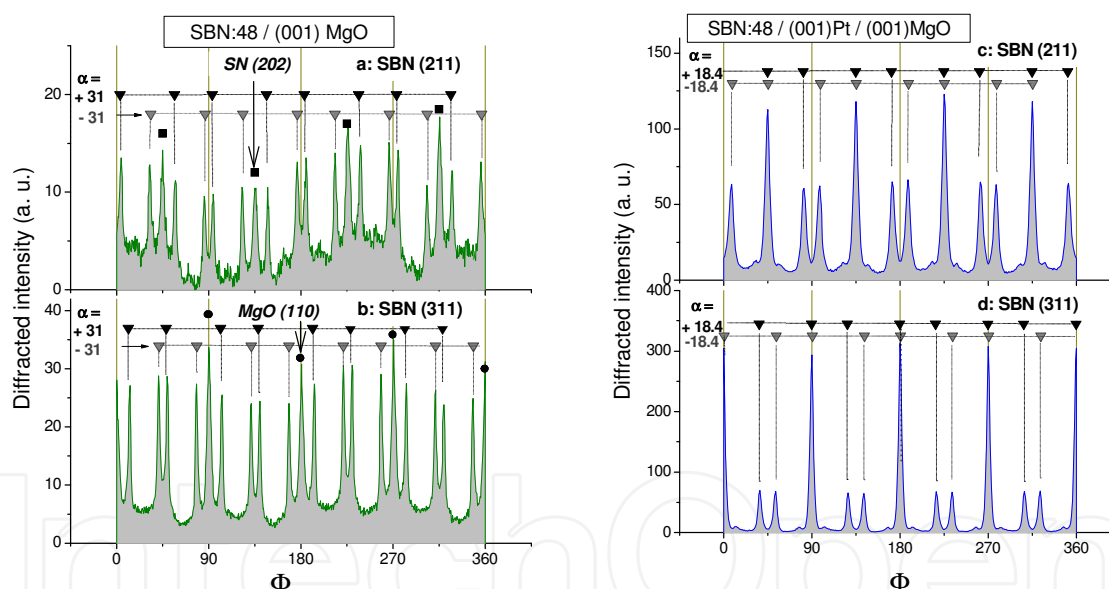 SBN:48 / (001) MgO
Diffracted intensity (a. u.)
20
10
0
α =
+ 31
- 31
SN (202)
a: SBN (211)
40
30
20
10
0
α =
+ 31
- 31
MgO (110)
b: SBN (311)
0 90 180 270 360
Φ
SBN:48 / (001)Pt / (001)MgO
Diffracted intensity (a. u.)
150
100
50
0
α=
+ 18.4
-18.4
c: SBN (211)
Diffracted intensity (a. u.)
400
300
200
100
0
α=
+ 18.4
-18.4
d: SBN (311)
0 90 180 270 360
Φ
InTechOpen